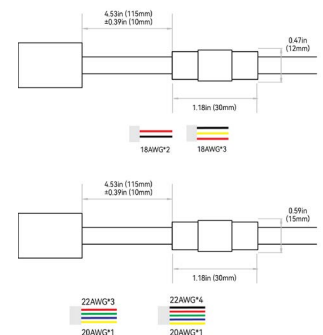 4.53in (115mm)
±0.39in (10mm)
0.47in
(12mm)
1.18in (30mm)
18AWG*2
18AWG*3
4.53in (115mm)
±0.39in (10mm)
0.59in
(15mm)
1.18in (30mm)
22AWG*3
22AWG*4
20AWG*1
20AWG*1